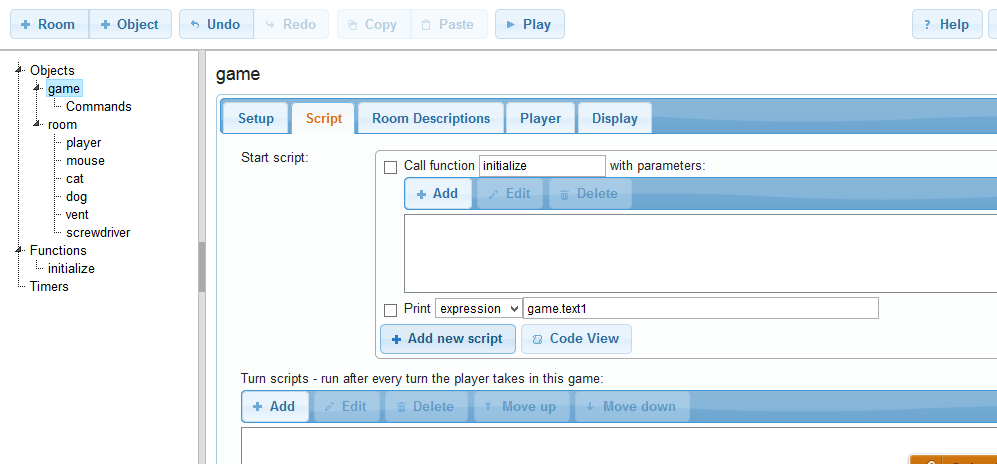 Room Object Undo Redo Copy Paste Play ? Help
Objects
game
Commands
room
player
mouse
cat
dog
vent
screwdriver
Functions
initialize
Timers
game
Setup Script Room Descriptions Player Display
Start script:
Call function initialize with parameters:
Add Edit Delete
Print expression game.text1
Add new script Code View
Turn scripts - run after every turn the player takes in this game:
Add Edit Delete Move up Move down